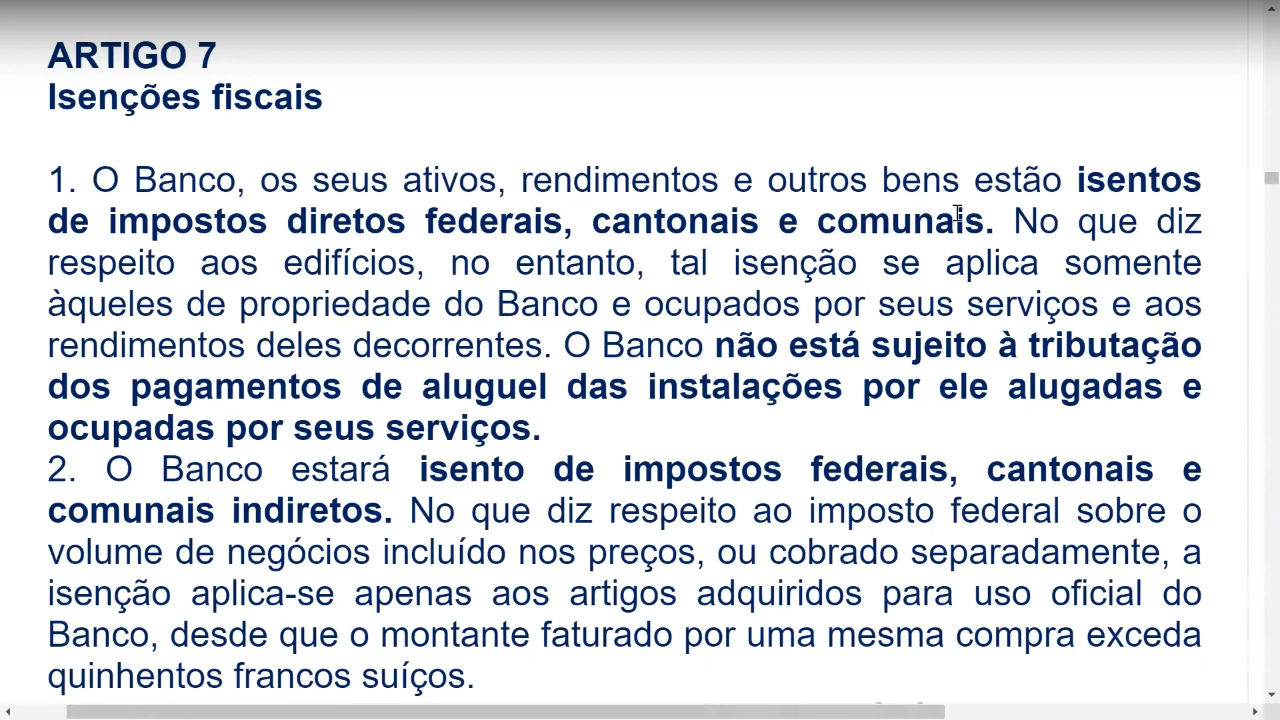 ARTIGO 7
Isenções fiscais
1. O Banco, os seus ativos, rendimentos e outros bens estão isentos
de impostos diretos federais, cantonais e comunais. No que diz
respeito aos edifícios, no entanto, tal isenção se aplica somente
àqueles de propriedade do Banco e ocupados por seus serviços e aos
rendimentos deles decorrentes. O Banco não está sujeito à tributação
dos pagamentos de aluguel das instalações por ele alugadas e
ocupadas por seus serviços.
2. O Banco estará isento de impostos federais, cantonais e
comunais indiretos. No que diz respeito ao imposto federal sobre o
volume de negócios incluído nos preços, ou cobrado separadamente, a
isenção aplica-se apenas aos artigos adquiridos para uso oficial do
Banco, desde que o montante faturado por uma mesma compra exceda
quinhentos francos suíços.